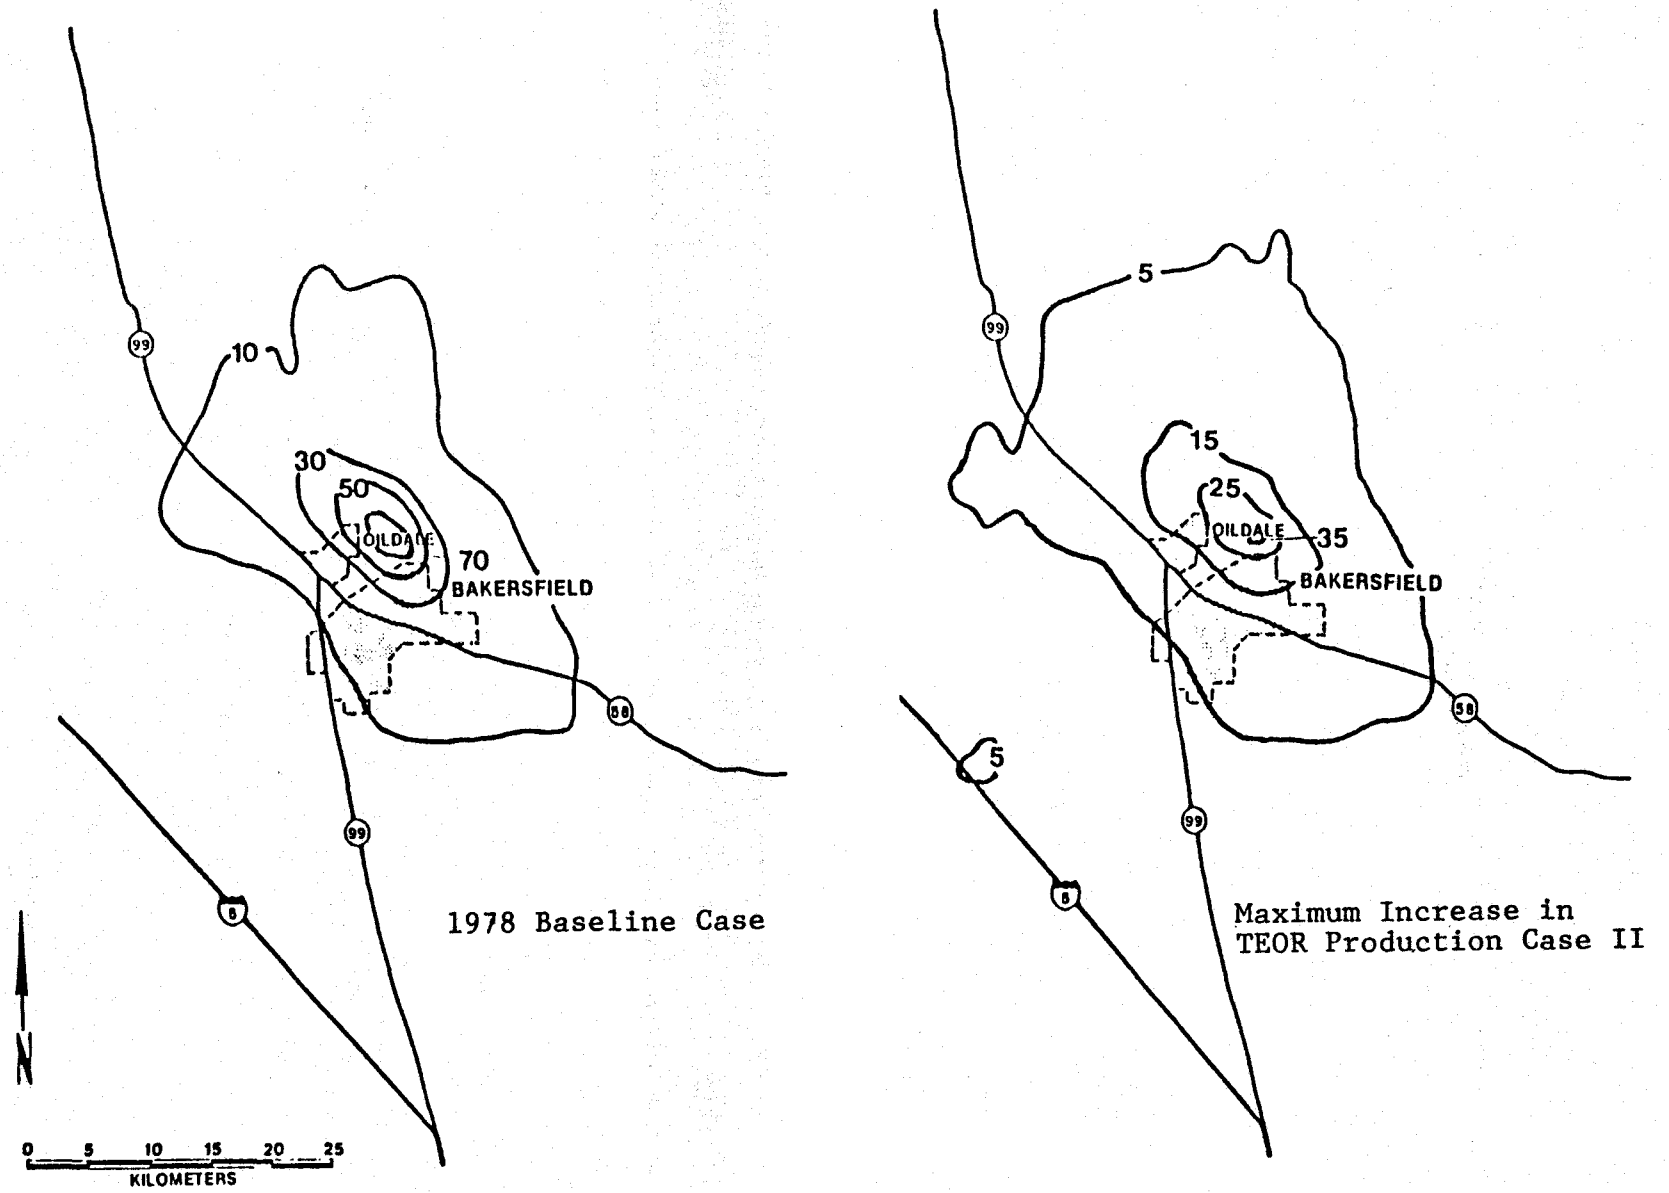 99
10
30
50
OILDALE
70
BAKERSFIELD
58
99
5
1978 Baseline Case
N
0 5 10 15 20 25
KILOMETERS
5
99
15
25
OILDALE
35
BAKERSFIELD
58
5
99
5
Maximum Increase in
TEOR Production Case II